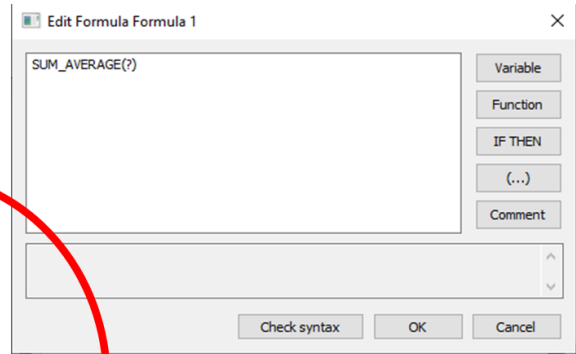 Edit Formula Formula 1
SUM_AVERAGE(?)
Variable
Function
IF THEN
(...)
Comment
Check syntax
OK
Cancel